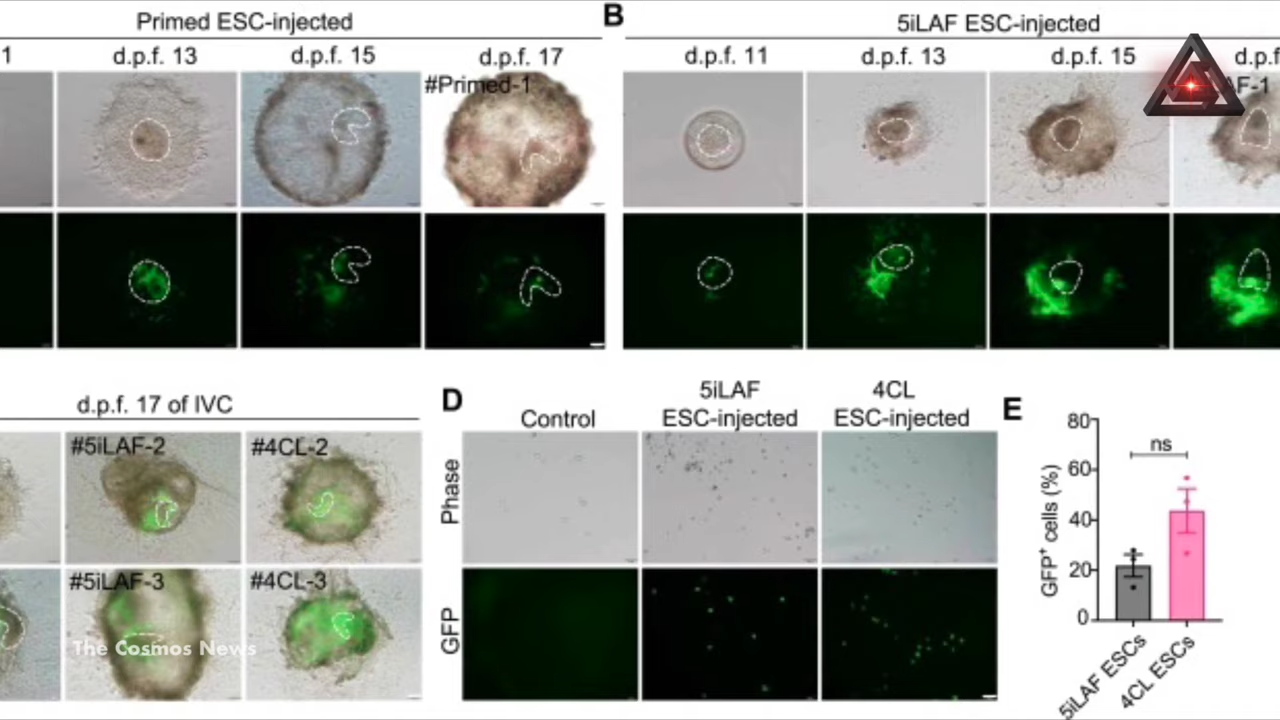 Primed ESC-injected
1 d.p.f. 13 d.p.f. 15 d.p.f. 17
#Primed-1
B
5iLAF ESC-injected
d.p.f. 11 d.p.f. 13 d.p.f. 15 d.p.f
AF-1
d.p.f. 17 of IVC
#5iLAF-2 #4CL-2
#5iLAF-3 #4CL-3
The Cosmos News
D
Control 5iLAF ESC-injected 4CL ESC-injected
Phase
GFP
E
GFP+ cells (%)
80
60
40
20
0
ns
5iLAF ESCs
4CL ESCs